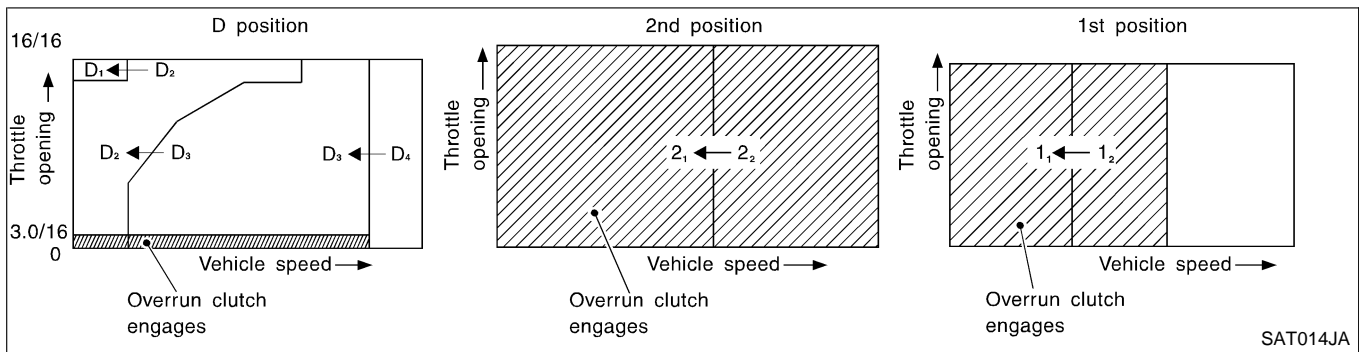 D position
16/16
D₁ ← D₂
Throttle opening →
D₂ ← D₃
D₃ ← D₄
3.0/16
0
Vehicle speed →
Overrun clutch
engages
2nd position
Throttle
opening →
2₁ ← 2₂
Vehicle speed →
Overrun clutch
engages
1st position
Throttle
opening →
1₁ ← 1₂
Vehicle speed →
Overrun clutch
engages
SAT014JA